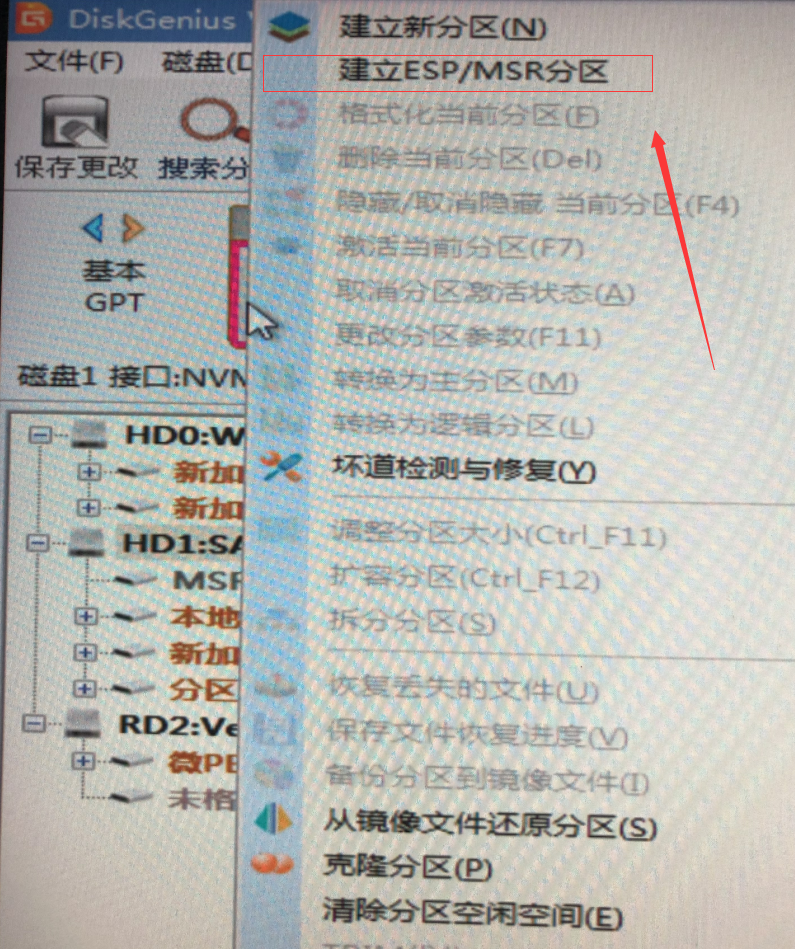 DiskGenius
文件(F) 磁盘(D
保存更改 搜索分
基本
GPT
磁盘1 接口:NVM
HD0:W
新加
新加
HD1:SA
MSR
本地
新加
分区
RD2:Ve
微PE
未格
建立新分区(N)
建立ESP/MSR分区
格式化当前分区(F)
删除当前分区(Del)
隐藏/取消隐藏 当前分区(F4)
激活当前分区(F7)
取消分区激活状态(A)
更改分区参数(F11)
转换为主分区(M)
转换为逻辑分区(L)
坏道检测与修复(Y)
调整分区大小(Ctrl_F11)
扩容分区(Ctrl_F12)
拆分分区(S)
恢复丢失的文件(U)
保存文件恢复进度(V)
备份分区到镜像文件(I)
从镜像文件还原分区(S)
克隆分区(P)
清除分区空闲空间(E)